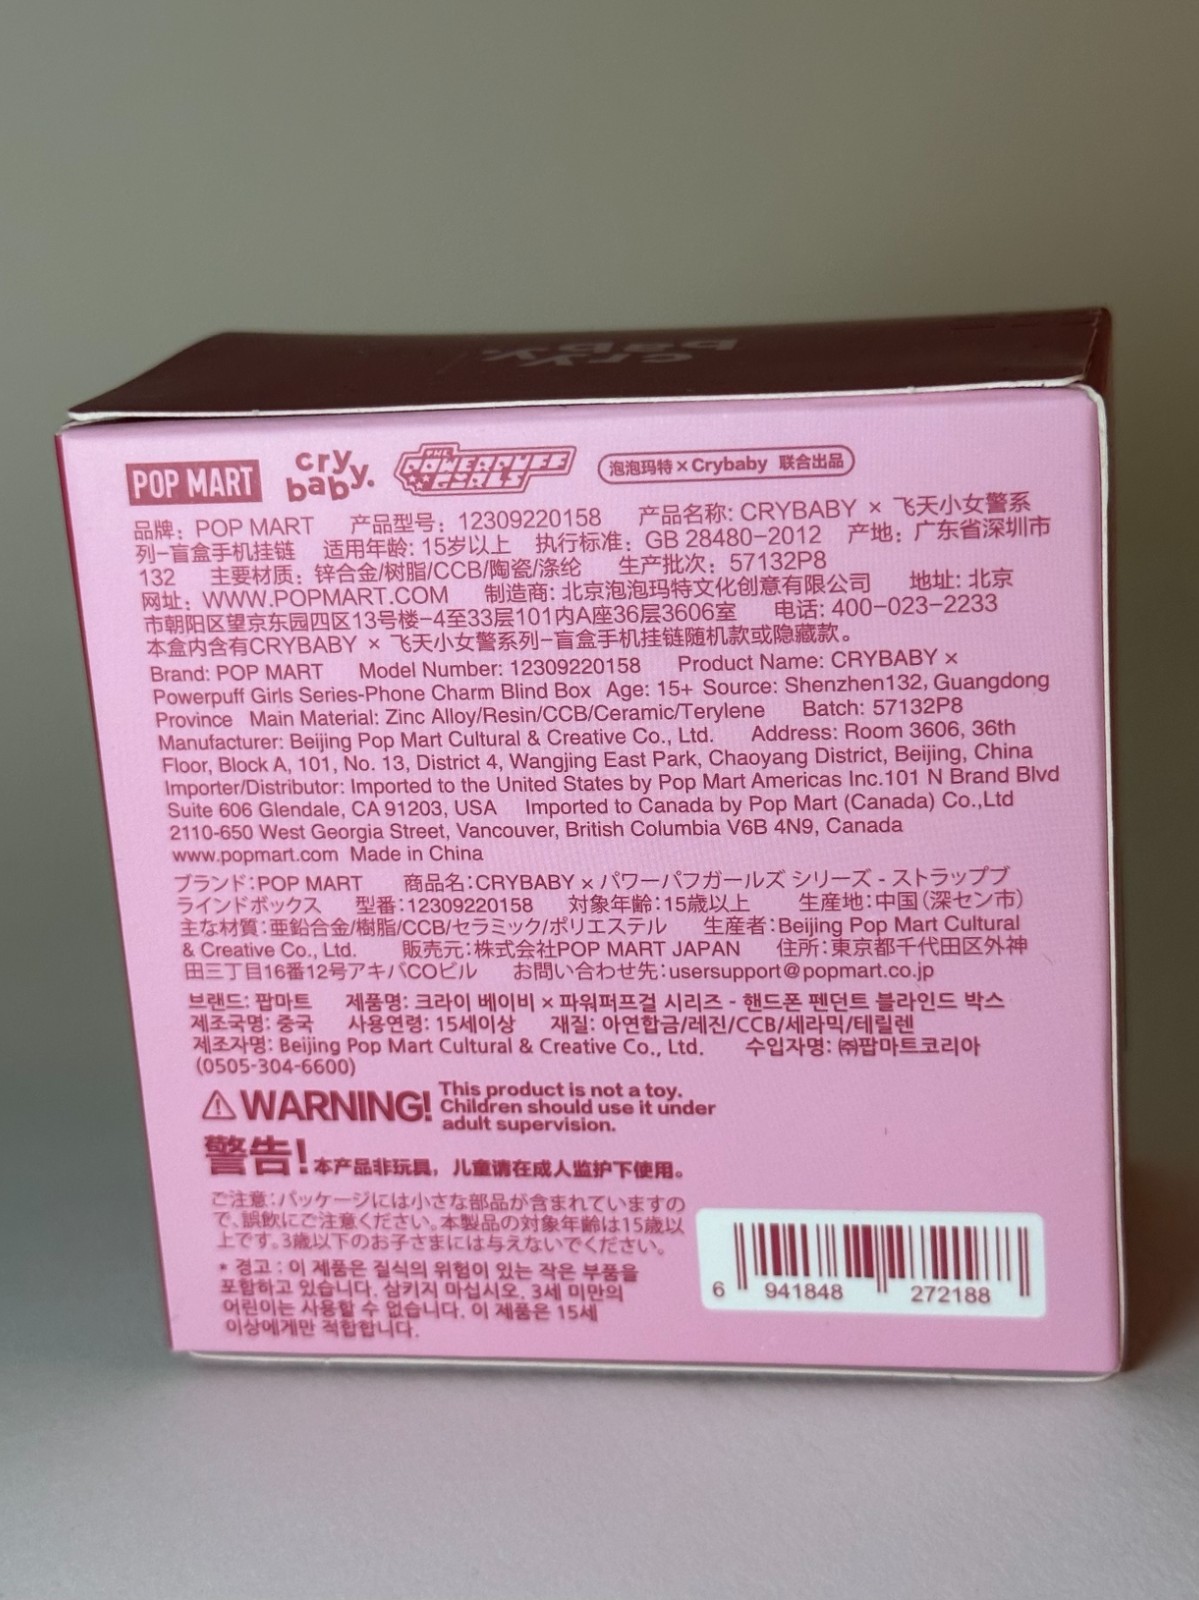 cry baby
POP MART cry baby. THE POWERPUFF GIRLS 泡泡玛特×Crybaby 联合出品
品牌：POP MART 产品型号：12309220158 产品名称：CRYBABY × 飞天小女警系
列-盲盒手机挂链 适用年龄：15岁以上 执行标准：GB 28480-2012 产地：广东省深圳市
132 主要材质：锌合金/树脂/CCB/陶瓷/涤纶 生产批次：57132P8
网址：WWW.POPMART.COM 制造商：北京泡泡玛特文化创意有限公司 地址：北京
市朝阳区望京东园四区13号楼-4至33层101内A座36层3606室 电话：400-023-2233
本盒内含有CRYBABY × 飞天小女警系列-盲盒手机挂链随机款或隐藏款。
Brand: POP MART Model Number: 12309220158 Product Name: CRYBABY ×
Powerpuff Girls Series-Phone Charm Blind Box Age: 15+ Source: Shenzhen132, Guangdong
Province Main Material: Zinc Alloy/Resin/CCB/Ceramic/Terylene Batch: 57132P8
Manufacturer: Beijing Pop Mart Cultural & Creative Co., Ltd. Address: Room 3606, 36th
Floor, Block A, 101, No. 13, District 4, Wangjing East Park, Chaoyang District, Beijing, China
Importer/Distributor: Imported to the United States by Pop Mart Americas Inc.101 N Brand Blvd
Suite 606 Glendale, CA 91203, USA Imported to Canada by Pop Mart (Canada) Co.,Ltd
2110-650 West Georgia Street, Vancouver, British Columbia V6B 4N9, Canada
www.popmart.com Made in China
ブランド：POP MART 商品名：CRYBABY × パワーパフガールズ シリーズ - ストラップブ
ラインドボックス 型番：12309220158 対象年齢：15歳以上 生産地：中国（深セン市）
主な材質：亜鉛合金/樹脂/CCB/セラミック/ポリエステル 生産者：Beijing Pop Mart Cultural
& Creative Co., Ltd. 販売元：株式会社POP MART JAPAN 住所：東京都千代田区外神
田三丁目16番12号アキバCOビル お問い合わせ先：usersupport@popmart.co.jp
브랜드: 팝마트 제품명: 크라이 베이비 × 파워퍼프걸 시리즈 - 핸드폰 펜던트 블라인드 박스
제조국명: 중국 사용연령: 15세이상 재질: 아연합금/레진/CCB/세라믹/테릴렌
제조자명: Beijing Pop Mart Cultural & Creative Co., Ltd. 수입자명: ㈜팝마트코리아
(0505-304-6600)
WARNING! This product is not a toy.
Children should use it under
adult supervision.
警告！本产品非玩具，儿童请在成人监护下使用。
ご注意：パッケージには小さな部品が含まれていますの
で、誤飲にご注意ください。本製品の対象年齢は15歳以
上です。3歳以下のお子さまには与えないでください。
* 경고 : 이 제품은 질식의 위험이 있는 작은 부품을
포함하고 있습니다. 삼키지 마십시오. 3세 미만의
어린이는 사용할 수 없습니다. 이 제품은 15세
이상에게만 적합합니다.
6 941848 272188